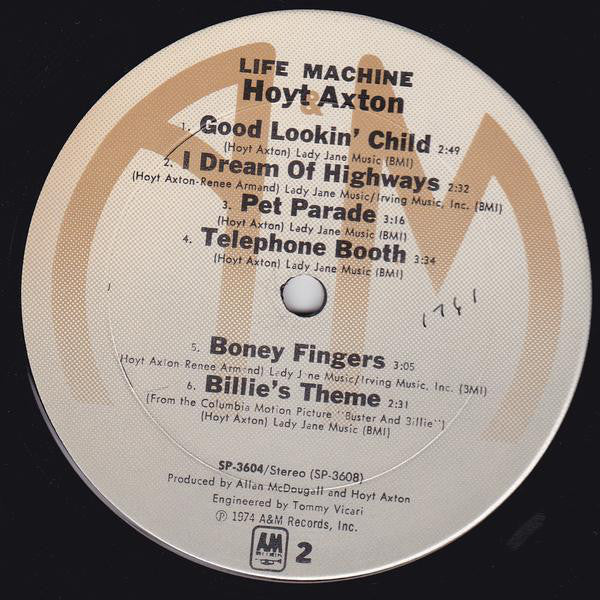 LIFE MACHINE
Hoyt Axton
1. Good Lookin' Child 2:49
(Hoyt Axton) Lady Jane Music (BMI)
2. I Dream Of Highways 2:32
(Hoyt Axton-Renee Armand) Lady Jane Music/Irving Music, Inc. (BMI)
3. Pet Parade 3:16
(Hoyt Axton) Lady Jane Music (BMI)
4. Telephone Booth 3:34
(Hoyt Axton) Lady Jane Music (BMI)
5. Boney Fingers 3:05
Hoyt Axton-Renee Armand) Lady Jane Music/Irving Music, Inc. (BMI)
6. Billie's Theme 2:31
(From the Columbia Motion Picture "Buster And Billie")
(Hoyt Axton) Lady Jane Music (BMI)
SP-3604/Stereo (SP-3608)
Produced by Allan McDougall and Hoyt Axton
Engineered by Tommy Vicari
Ⓟ 1974 A&M Records, Inc.
A&M
2